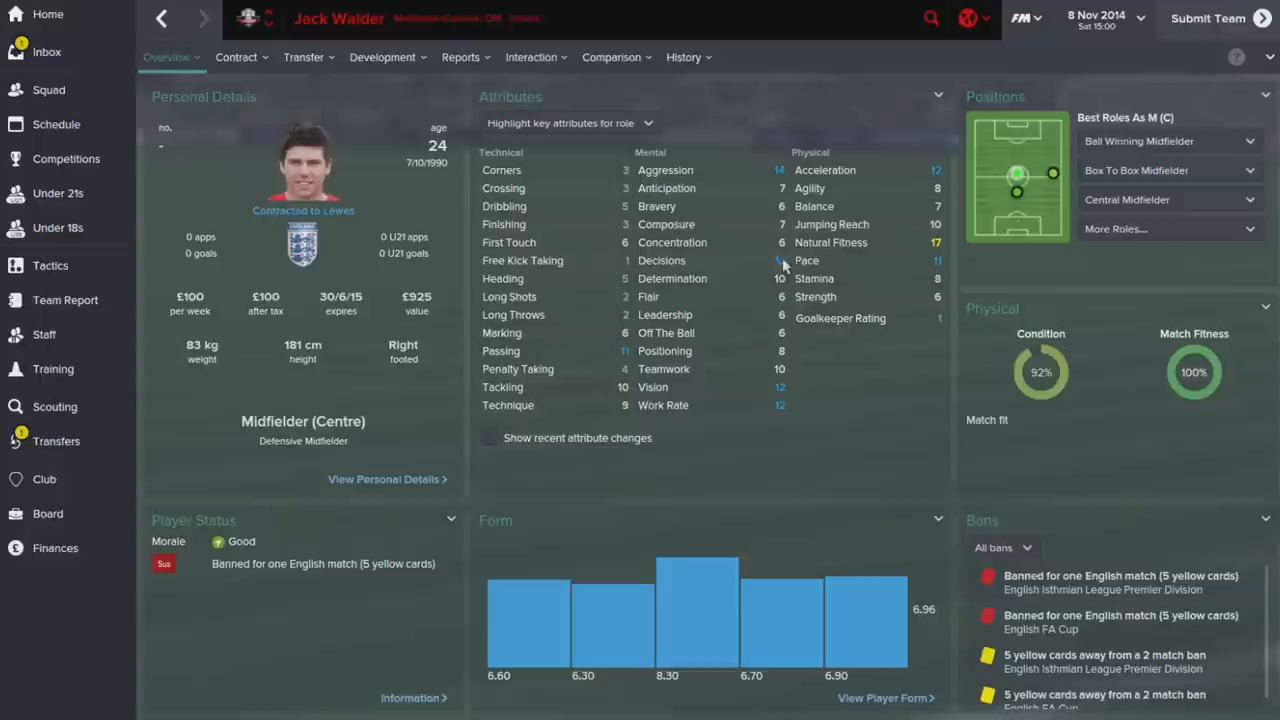 Home
Inbox
1
Squad
Schedule
Competitions
Under 21s
Under 18s
Tactics
Team Report
Staff
Training
Scouting
Transfers
1
Club
Board
Finances
Jack Walder
FM
8 Nov 2014
Sat 15:00
Submit Team
Overview
Contract
Transfer
Development
Reports
Interaction
Comparison
History
?
Personal Details
no.
-
age
24
7/10/1990
Contracted to Lewes
ENGLAND
0 apps
0 goals
0 U21 apps
0 U21 goals
£100
per week
£100
after tax
30/6/15
expires
£925
value
83 kg
weight
181 cm
height
Right
footed
Midfielder (Centre)
Defensive Midfielder
View Personal Details >
Attributes
Highlight key attributes for role
Technical
Corners 3
Crossing 3
Dribbling 5
Finishing 3
First Touch 6
Free Kick Taking 1
Heading 5
Long Shots 2
Long Throws 2
Marking 6
Passing 11
Penalty Taking 4
Tackling 10
Technique 9
Mental
Aggression 14
Anticipation 7
Bravery 6
Composure 7
Concentration 6
Decisions
Determination 10
Flair 6
Leadership 6
Off The Ball 6
Positioning 8
Teamwork 10
Vision 12
Work Rate 12
Physical
Acceleration 12
Agility 8
Balance 7
Jumping Reach 10
Natural Fitness 17
Pace 11
Stamina 8
Strength 6
Goalkeeper Rating 1
Show recent attribute changes
Positions
Best Roles As M (C)
Ball Winning Midfielder
Box To Box Midfielder
Central Midfielder
More Roles...
Physical
Condition
92%
Match Fitness
100%
Match fit
Player Status
Morale
Good
Sus
Banned for one English match (5 yellow cards)
Information >
Form
6.96
6.60
6.30
8.30
6.70
6.90
View Player Form >
Bans
All bans
Banned for one English match (5 yellow cards)
English Isthmian League Premier Division
Banned for one English match (5 yellow cards)
English FA Cup
5 yellow cards away from a 2 match ban
English Isthmian League Premier Division
5 yellow cards away from a 2 match ban
English FA Cup